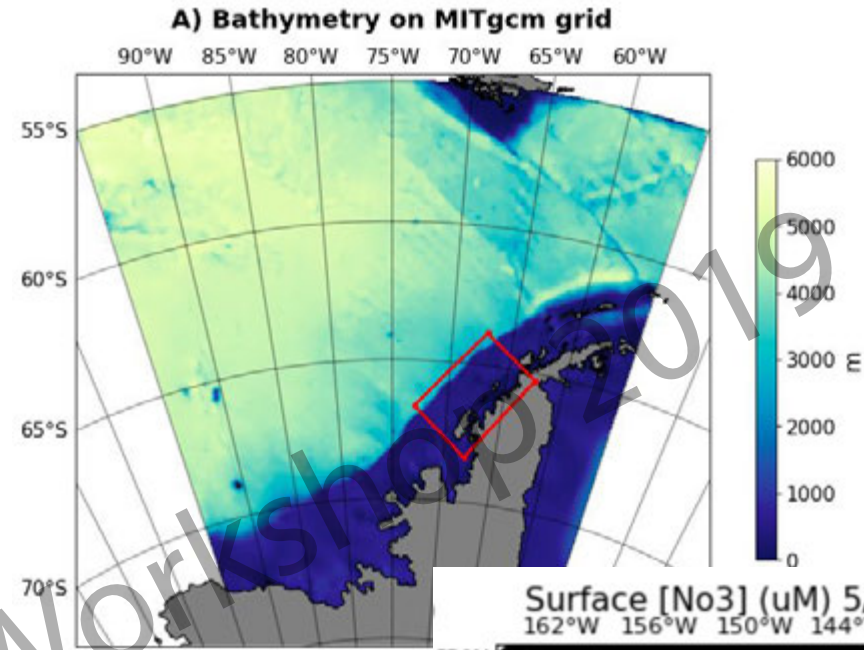 A) Bathymetry on MITgcm grid
90°W 85°W 80°W 75°W 70°W 65°W 60°W
55°S
60°S
65°S
70°S
6000
5000
4000
3000
2000
1000
0
m
Workshop 2019
Surface [No3] (uM) 5/
162°W 156°W 150°W 144°